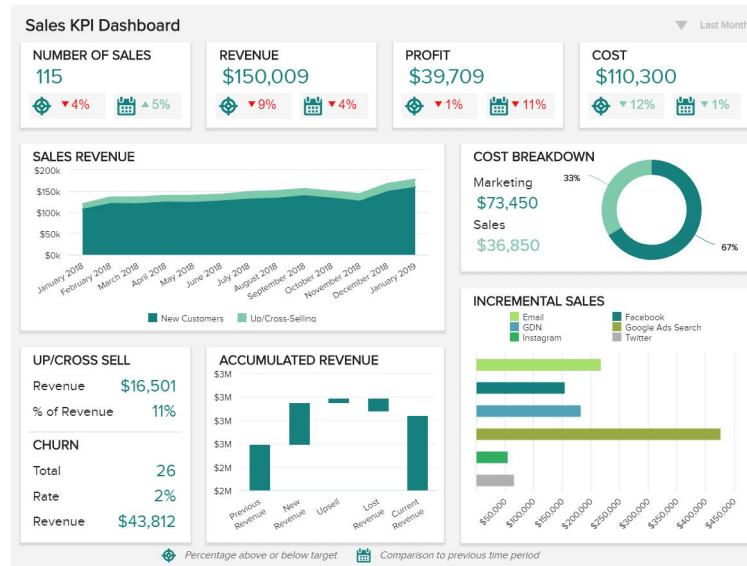 Sales KPI Dashboard
Last Month
NUMBER OF SALES
115
4%
5%
REVENUE
$150,009
9%
4%
PROFIT
$39,709
1%
11%
COST
$110,300
12%
1%
SALES REVENUE
$200k
$150k
$100k
$50k
$0k
January 2018
February 2018
March 2018
April 2018
May 2018
June 2018
July 2018
August 2018
September 2018
October 2018
November 2018
December 2018
January 2019
New Customers
Up/Cross-Selling
COST BREAKDOWN
Marketing
$73,450
Sales
$36,850
33%
67%
INCREMENTAL SALES
Email
Facebook
GDN
Google Ads Search
Instagram
Twitter
$50,000
$100,000
$150,000
$200,000
$250,000
$300,000
$350,000
$400,000
$450,000
UP/CROSS SELL
Revenue $16,501
% of Revenue 11%
CHURN
Total 26
Rate 2%
Revenue $43,812
ACCUMULATED REVENUE
$3M
$3M
$3M
$3M
$2M
$2M
Previous
Revenue
New
Revenue
Upsell
Lost
Revenue
Current
Revenue
Percentage above or below target
Comparison to previous time period